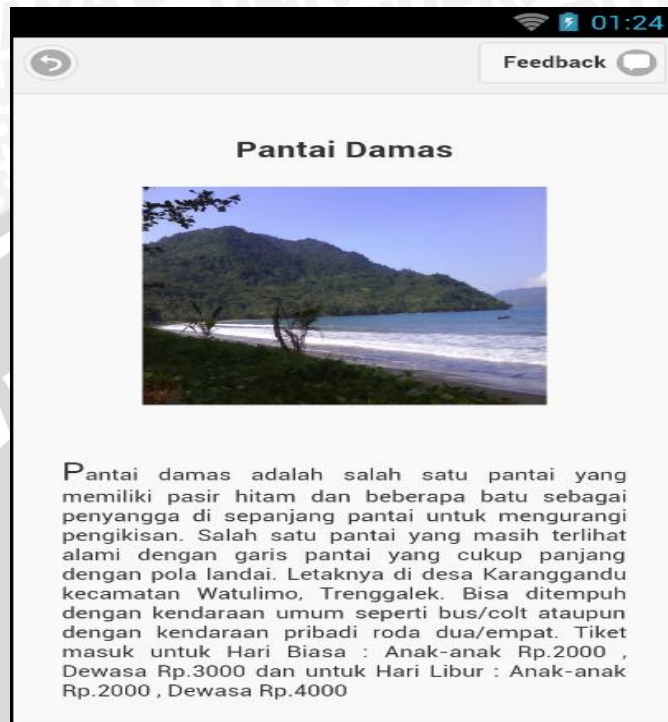 01:24
Feedback
Pantai Damas
Pantai damas adalah salah satu pantai yang
memiliki pasir hitam dan beberapa batu sebagai
penyangga di sepanjang pantai untuk mengurangi
pengikisan. Salah satu pantai yang masih terlihat
alami dengan garis pantai yang cukup panjang
dengan pola landai. Letaknya di desa Karanggandu
kecamatan Watulimo, Trenggalek. Bisa ditempuh
dengan kendaraan umum seperti bus/colt ataupun
dengan kendaraan pribadi roda dua/empat. Tiket
masuk untuk Hari Biasa : Anak-anak Rp.2000 ,
Dewasa Rp.3000 dan untuk Hari Libur : Anak-anak
Rp.2000 , Dewasa Rp.4000